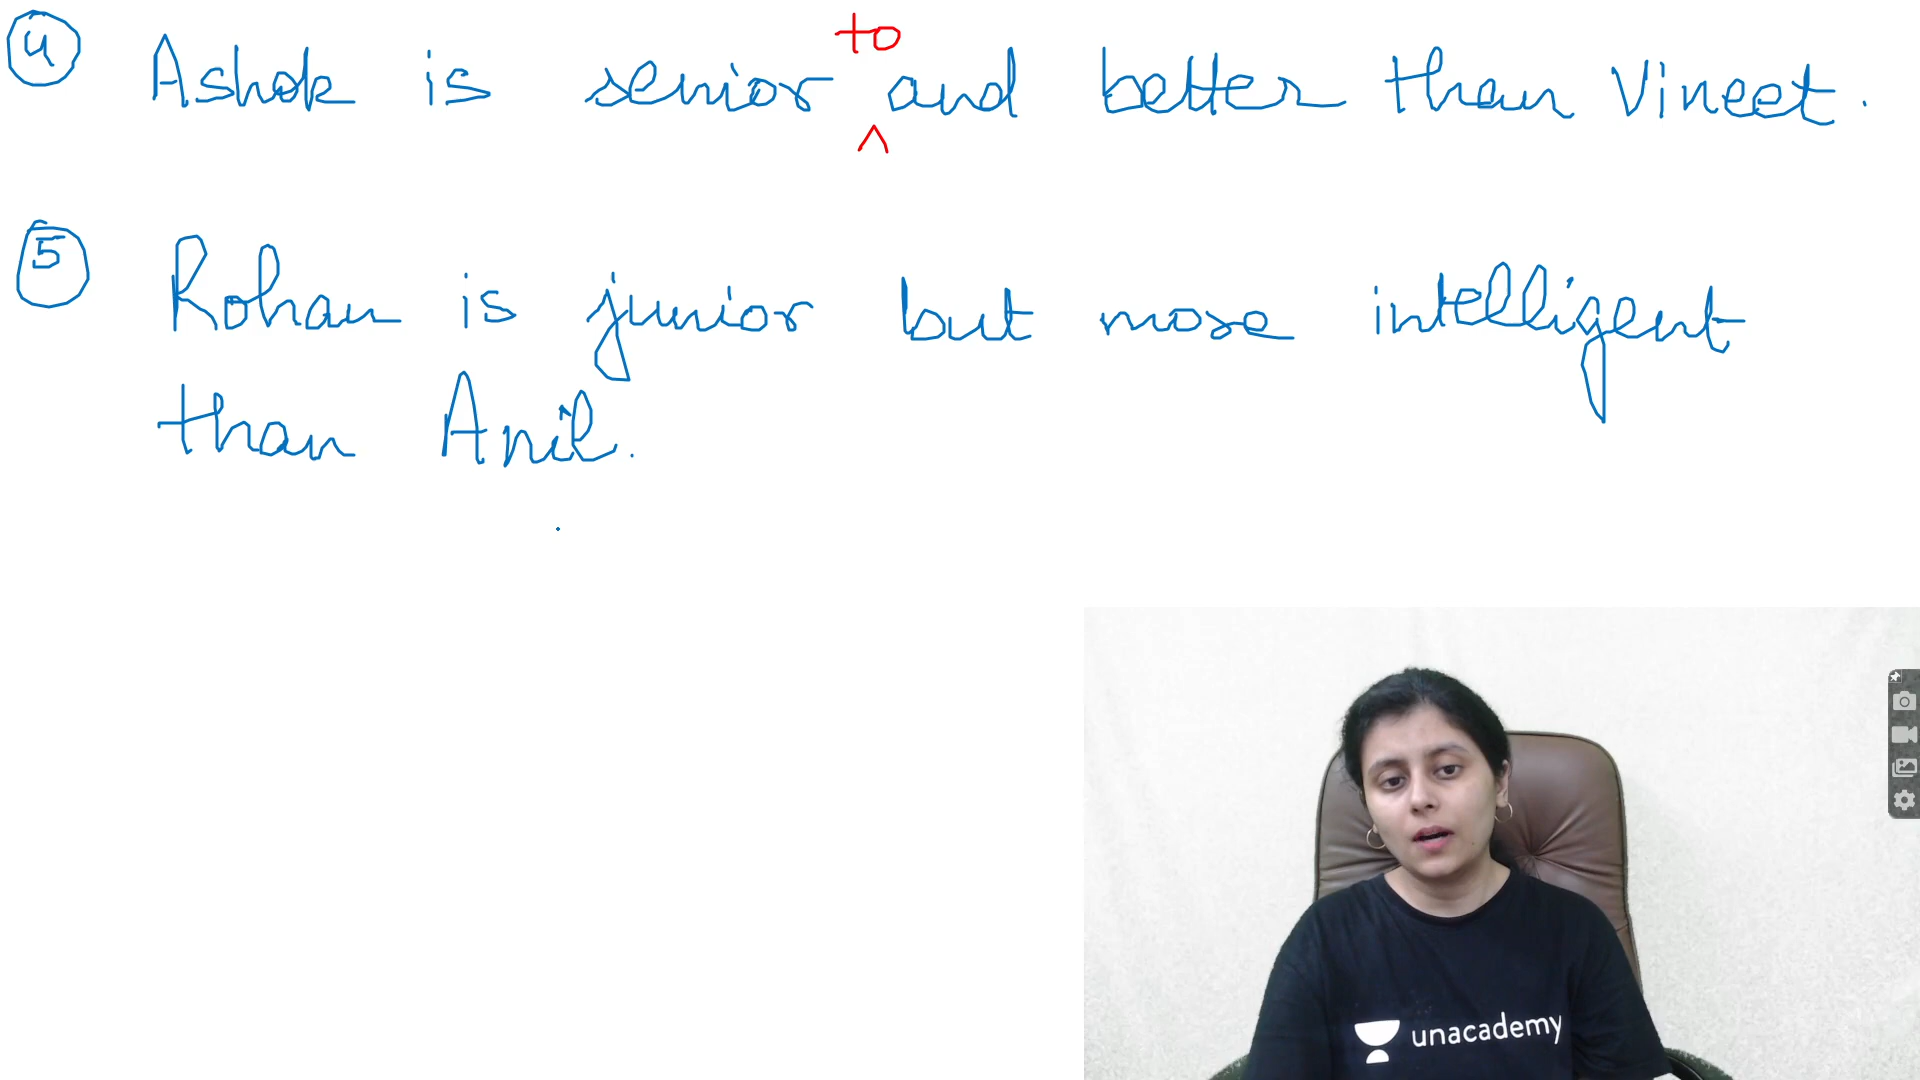 4 Ashok is senior to and better than Vineet.
^
5 Rohan is junior but more intelligent
than Anil.
unacademy